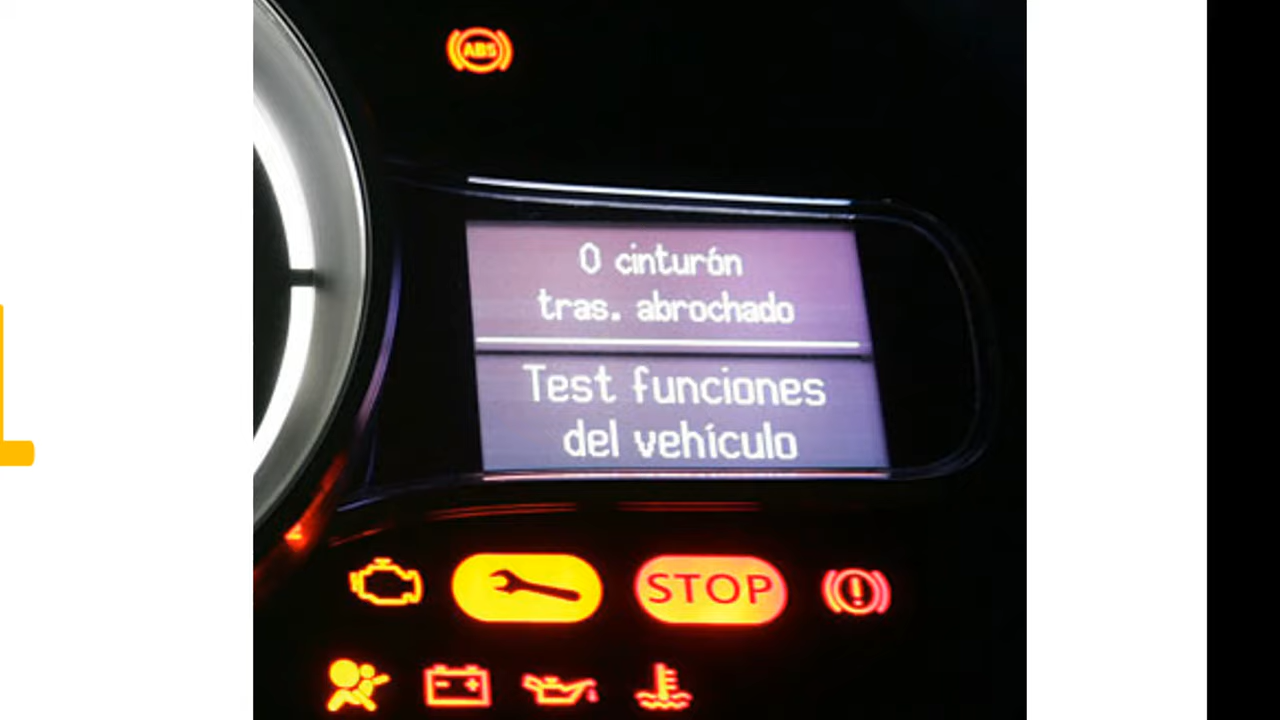 ABS
0 cinturón
tras. abrochado
Test funciones
del vehículo
STOP